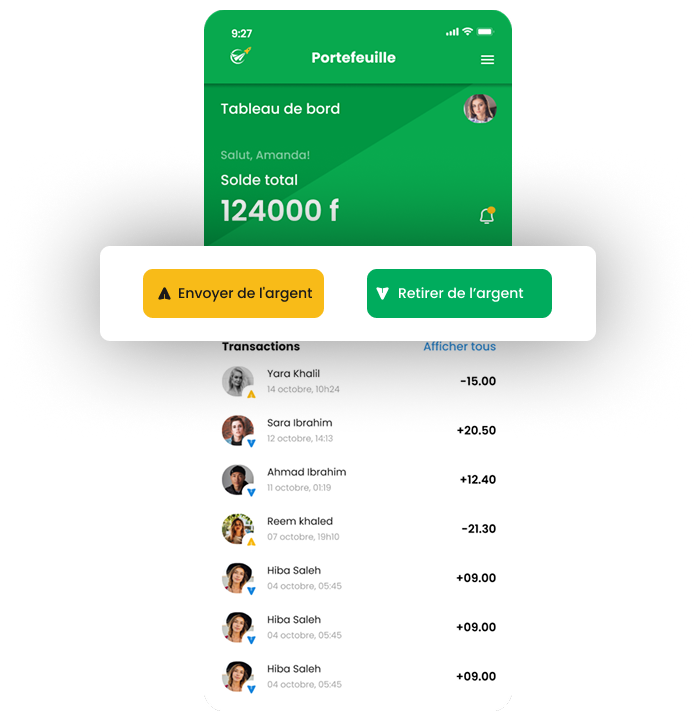 9:27
Portefeuille
Tableau de bord
Salut, Amanda!
Solde total
124000 f
Envoyer de l'argent
Retirer de l’argent
Transactions Afficher tous
Yara Khalil
14 octobre, 10h24
-15.00
Sara Ibrahim
12 octobre, 14:13
+20.50
Ahmad Ibrahim
11 octobre, 01:19
+12.40
Reem khaled
07 octobre, 19h10
-21.30
Hiba Saleh
04 octobre, 05:45
+09.00
Hiba Saleh
04 octobre, 05:45
+09.00
Hiba Saleh
04 octobre, 05:45
+09.00